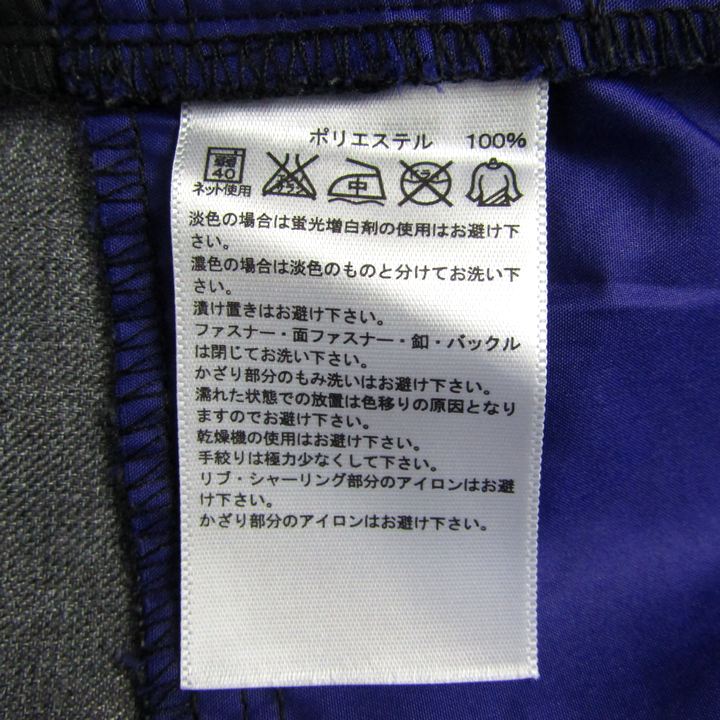 ポリエステル 100%
40
ネット使用 中
淡色の場合は蛍光増白剤の使用はお避け下
さい。
濃色の場合は淡色のものと分けてお洗い下
さい。
漬け置きはお避け下さい。
ファスナー・面ファスナー・釦・バックル
は閉じてお洗い下さい。
かざり部分のもみ洗いはお避け下さい。
濡れた状態での放置は色移りの原因となり
ますのでお避け下さい。
乾燥機の使用はお避け下さい。
手絞りは極力少なくして下さい。
リブ・シャーリング部分のアイロンはお避
け下さい。
かざり部分のアイロンはお避け下さい。